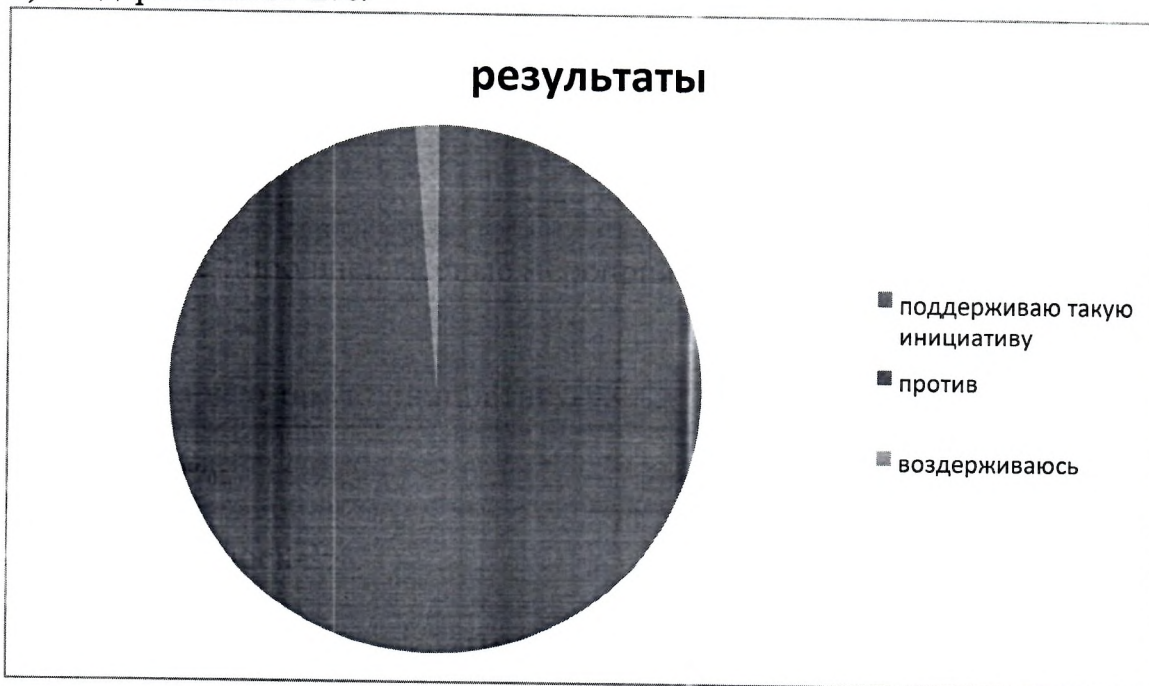 результаты
поддерживаю такую
инициативу
против
воздерживаюсь